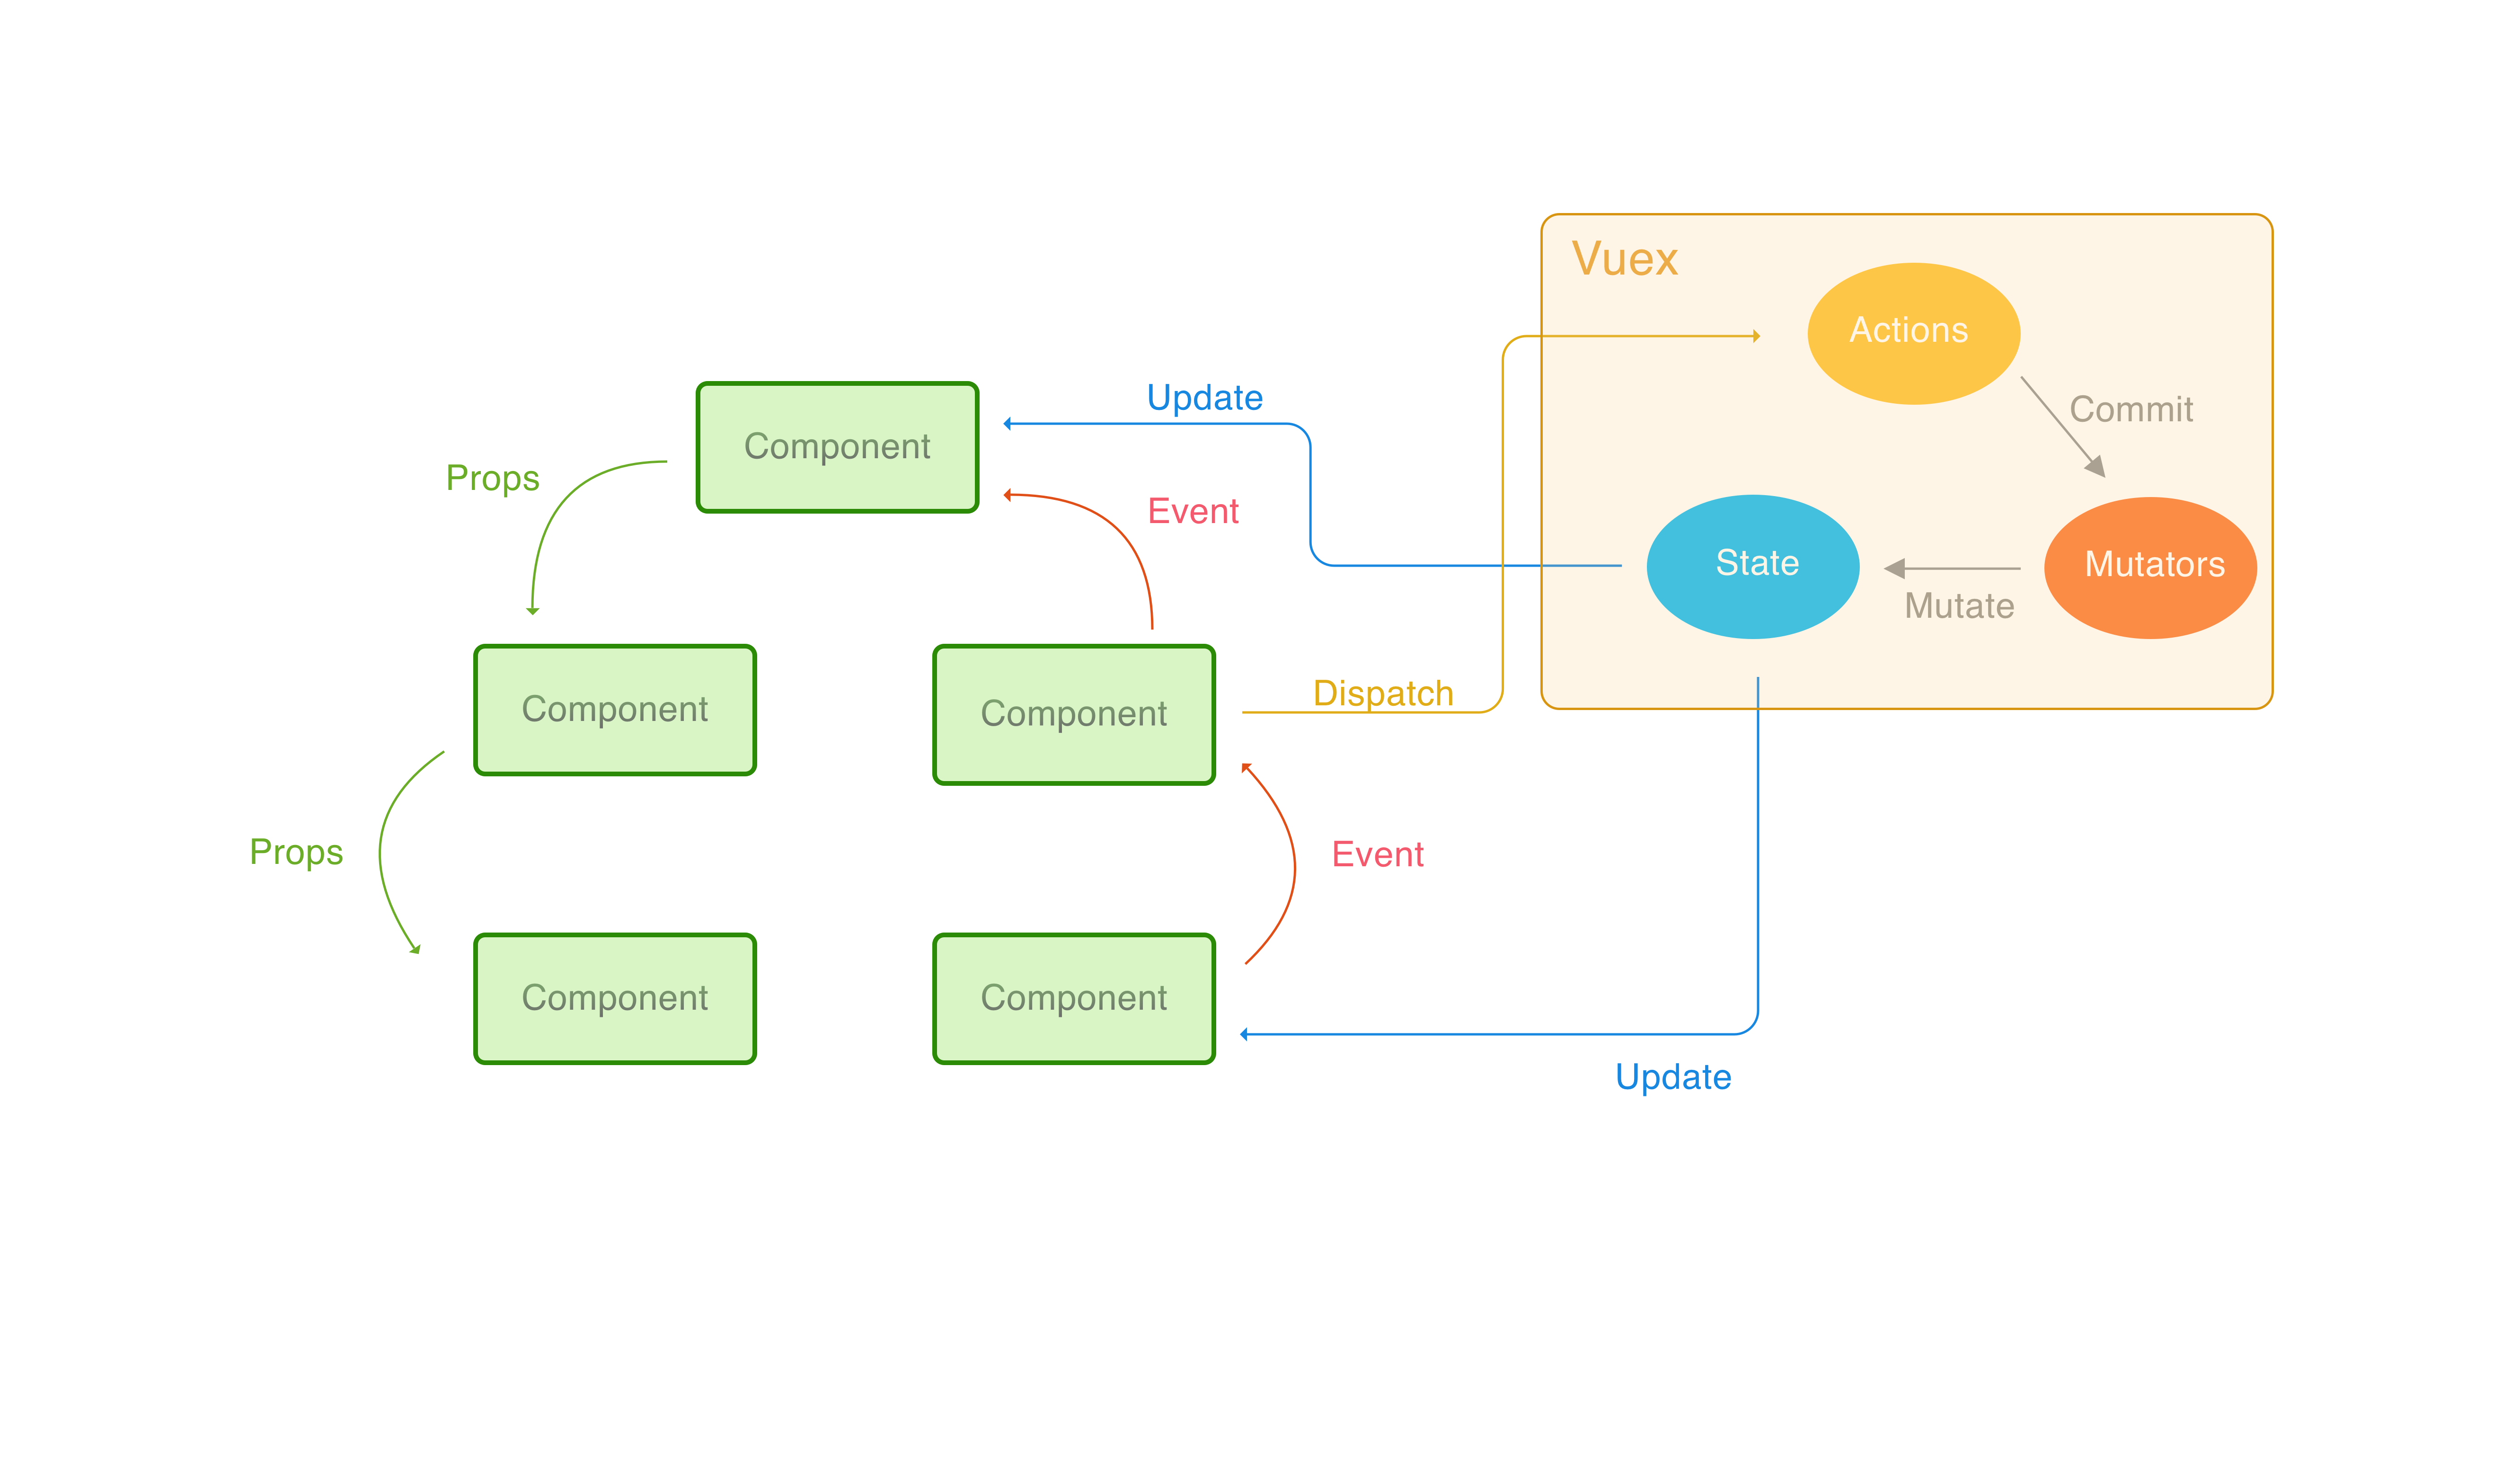 Vuex
Actions
Commit
Update
Component
Props
Event
State
Mutators
Mutate
Dispatch
Component
Component
Props
Event
Component
Component
Update